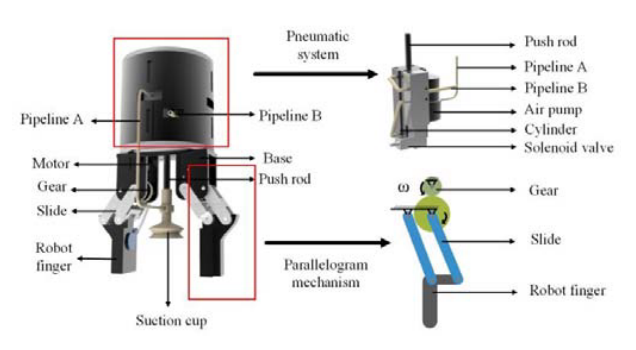 Pneumatic
system
Push rod
Pipeline A
Pipeline B
Air pump
Cylinder
Solenoid valve
Pipeline A
Pipeline B
Motor
Base
Gear
Push rod
Slide
Robot
finger
Suction cup
Parallelogram
mechanism
ω
Gear
Slide
Robot finger